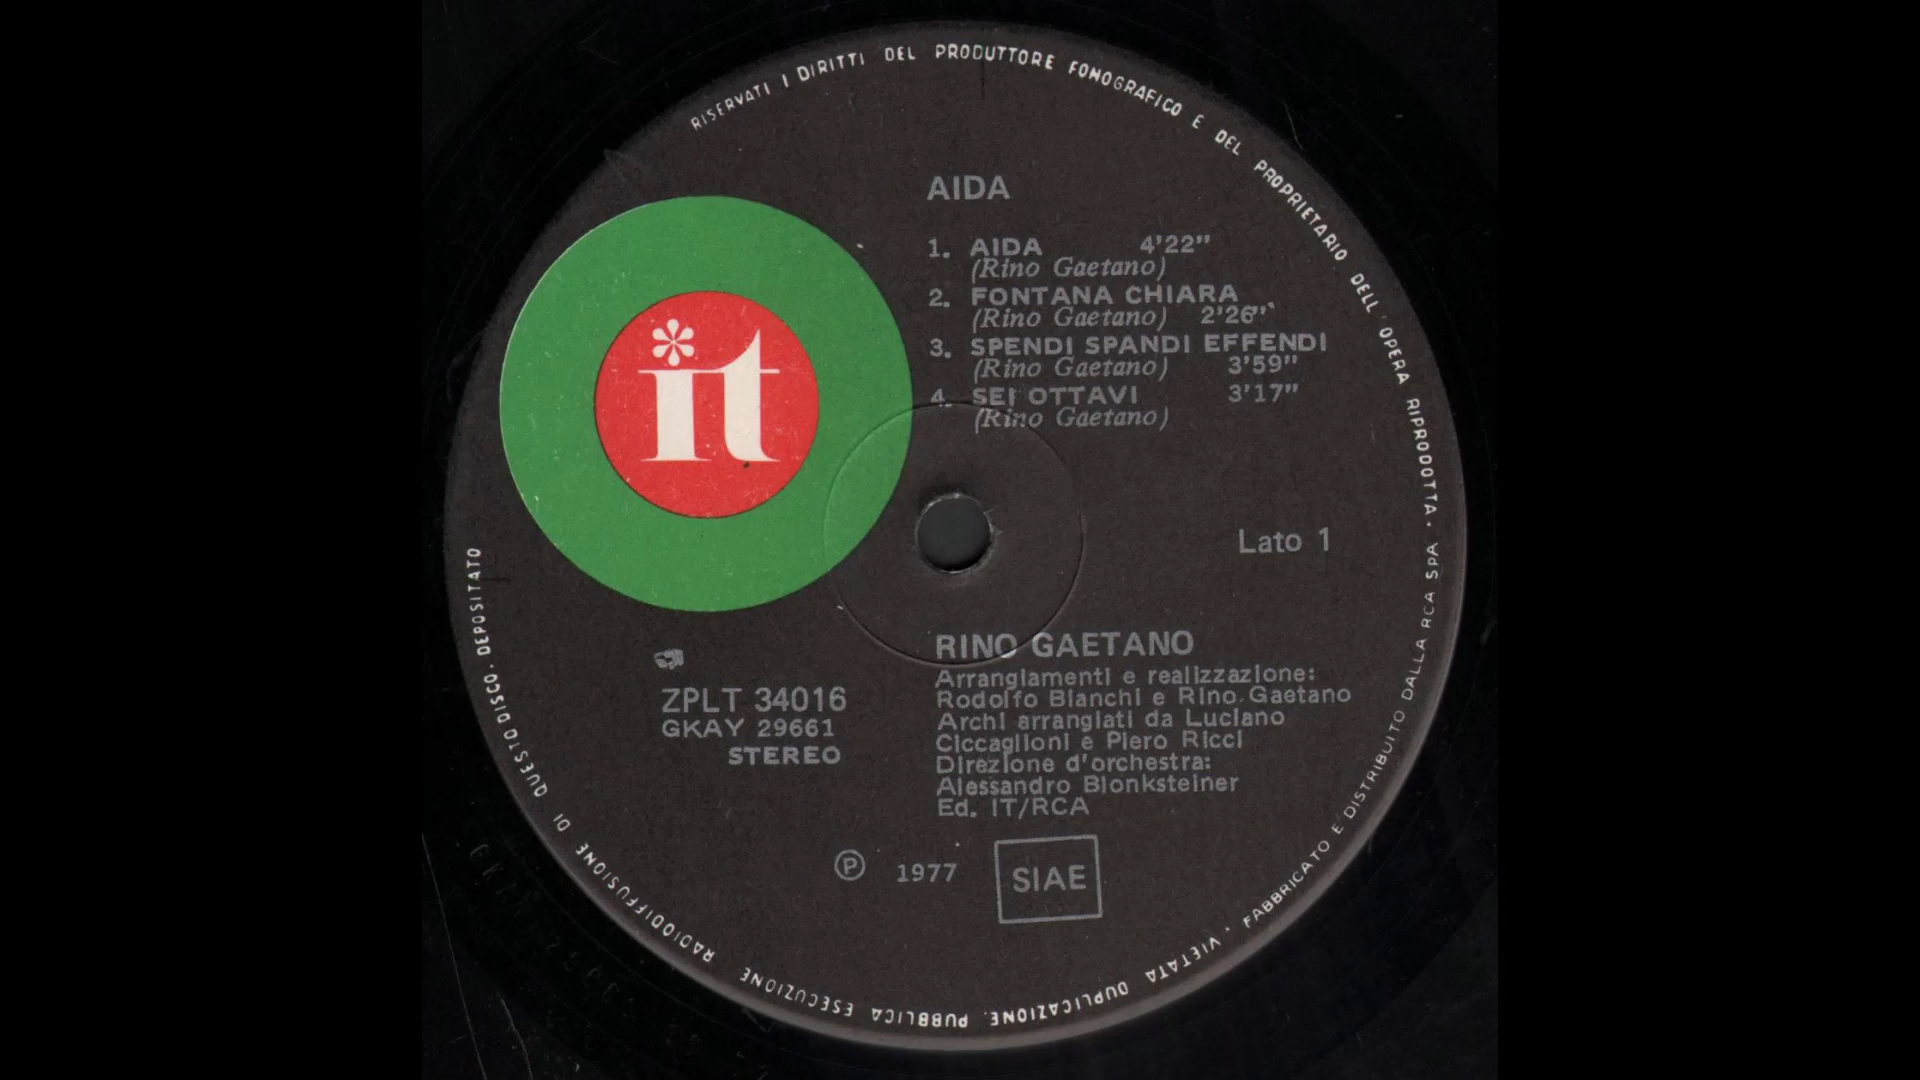 RISERVATI I DIRITTI DEL PRODUTTORE FONOGRAFICO E DEL PROPRIETARIO DELL'OPERA RIPRODOTTA · FABBRICATO E DISTRIBUITO DALLA RCA SPA · VIETATA DUPLICAZIONE. PUBBLICA ESECUZIONE RADIODIFFUSIONE DI QUESTO DISCO. DEPOSITATO
AIDA
1. AIDA 4'22"
(Rino Gaetano)
2. FONTANA CHIARA
(Rino Gaetano) 2'26"
3. SPENDI SPANDI EFFENDI
(Rino Gaetano) 3'59"
4. SEI OTTAVI 3'17"
(Rino Gaetano)
it
Lato 1
RINO GAETANO
Arrangiamenti e realizzazione:
Rodolfo Bianchi e Rino Gaetano
Archi arrangiati da Luciano
Ciccaglioni e Piero Ricci
Direzione d'orchestra:
Alessandro Blonksteiner
Ed. IT/RCA
ZPLT 34016
GKAY 29661
STEREO
Ⓟ 1977
SIAE